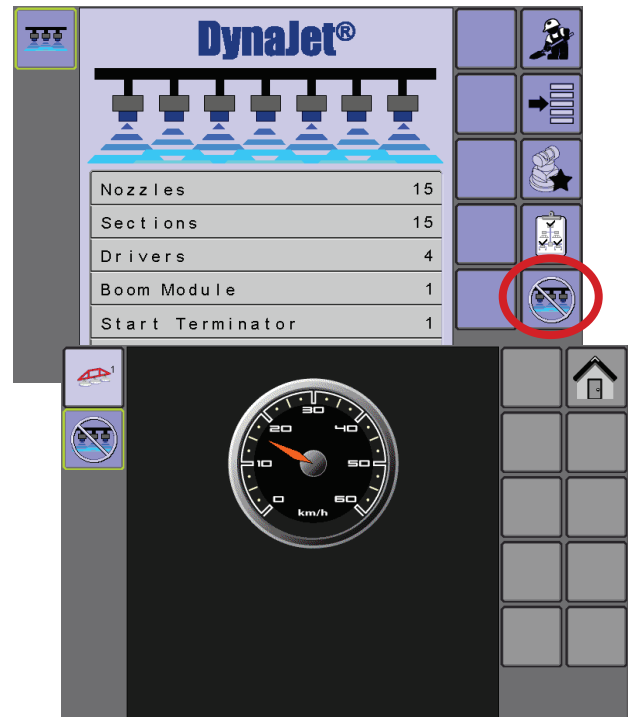 DynaJet®
Nozzles 15
Sections 15
Drivers 4
Boom Module 1
Start Terminator 1
1
30
20 40
10 50
0 60
km/h